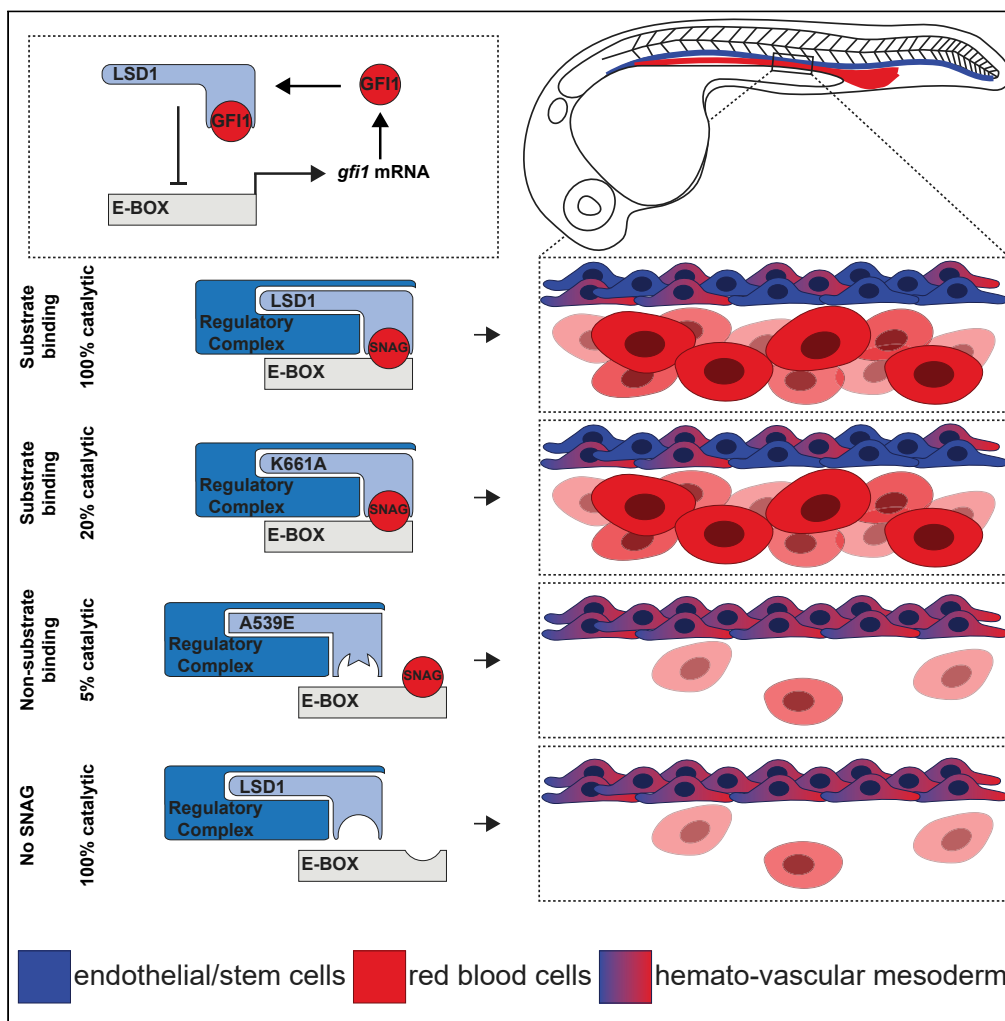 LSD1
GFI1
GFI1
gfi1 mRNA
E-BOX
Substrate
binding
100% catalytic
LSD1
Regulatory
Complex
SNAG
E-BOX
Substrate
binding
20% catalytic
K661A
Regulatory
Complex
SNAG
E-BOX
Non-substrate
binding
5% catalytic
A539E
Regulatory
Complex
SNAG
E-BOX
No SNAG
100% catalytic
LSD1
Regulatory
Complex
E-BOX
endothelial/stem cells red blood cells hemato-vascular mesoderm